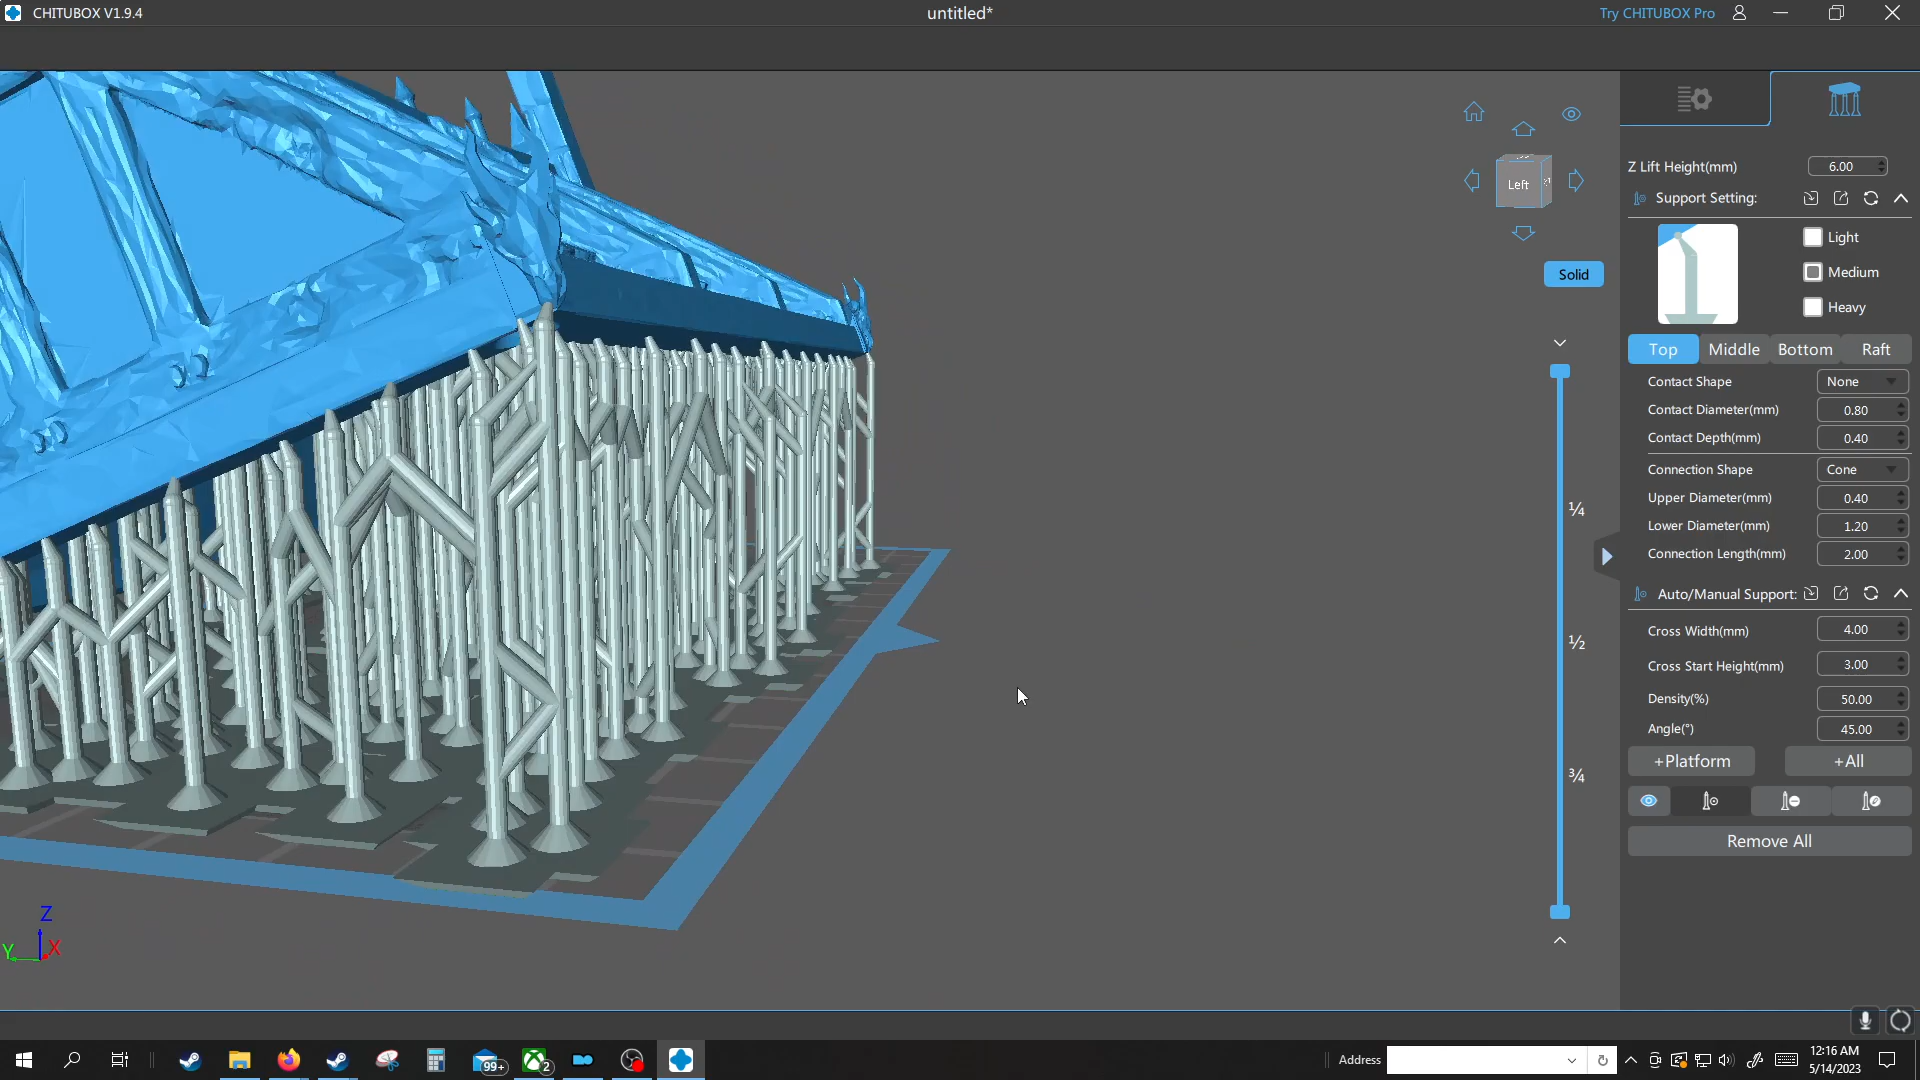 CHITUBOX V1.9.4
untitled*
Try CHITUBOX Pro
Z Lift Height(mm) 6.00
Support Setting:
Light
Medium
Heavy
Left
Solid
Top Middle Bottom Raft
Contact Shape None
Contact Diameter(mm) 0.80
Contact Depth(mm) 0.40
Connection Shape Cone
Upper Diameter(mm) 0.40
Lower Diameter(mm) 1.20
Connection Length(mm) 2.00
Auto/Manual Support:
Cross Width(mm) 4.00
Cross Start Height(mm) 3.00
Density(%) 50.00
Angle(°) 45.00
+Platform +All
Remove All
¼
½
¾
Z
Y X
99+
2
Address
12:16 AM
5/14/2023